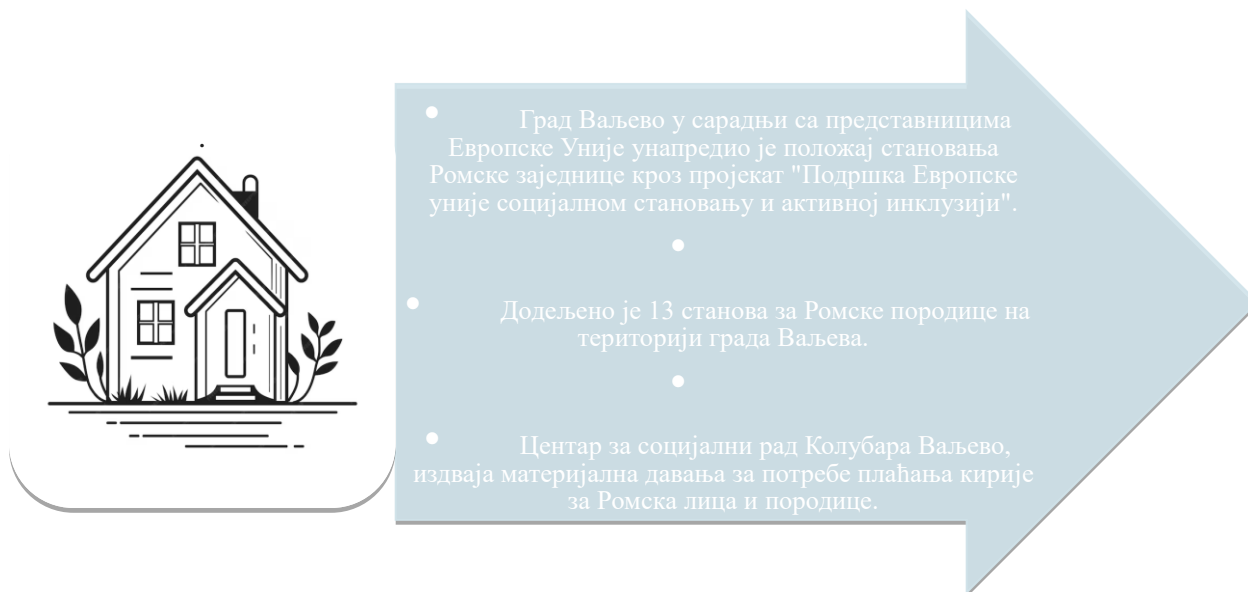 Град Ваљево у сарадњи са представницима
Европске Уније унапредио је положај становања
Ромске заједнице кроз пројекат "Подршка Европске
уније социјалном становању и активној инклузији".
Додељено је 13 станова за Ромске породице на
територији града Ваљева.
Центар за социјални рад Колубара Ваљево,
издваја материјална давања за потребе плаћања кирије
за Ромска лица и породице.